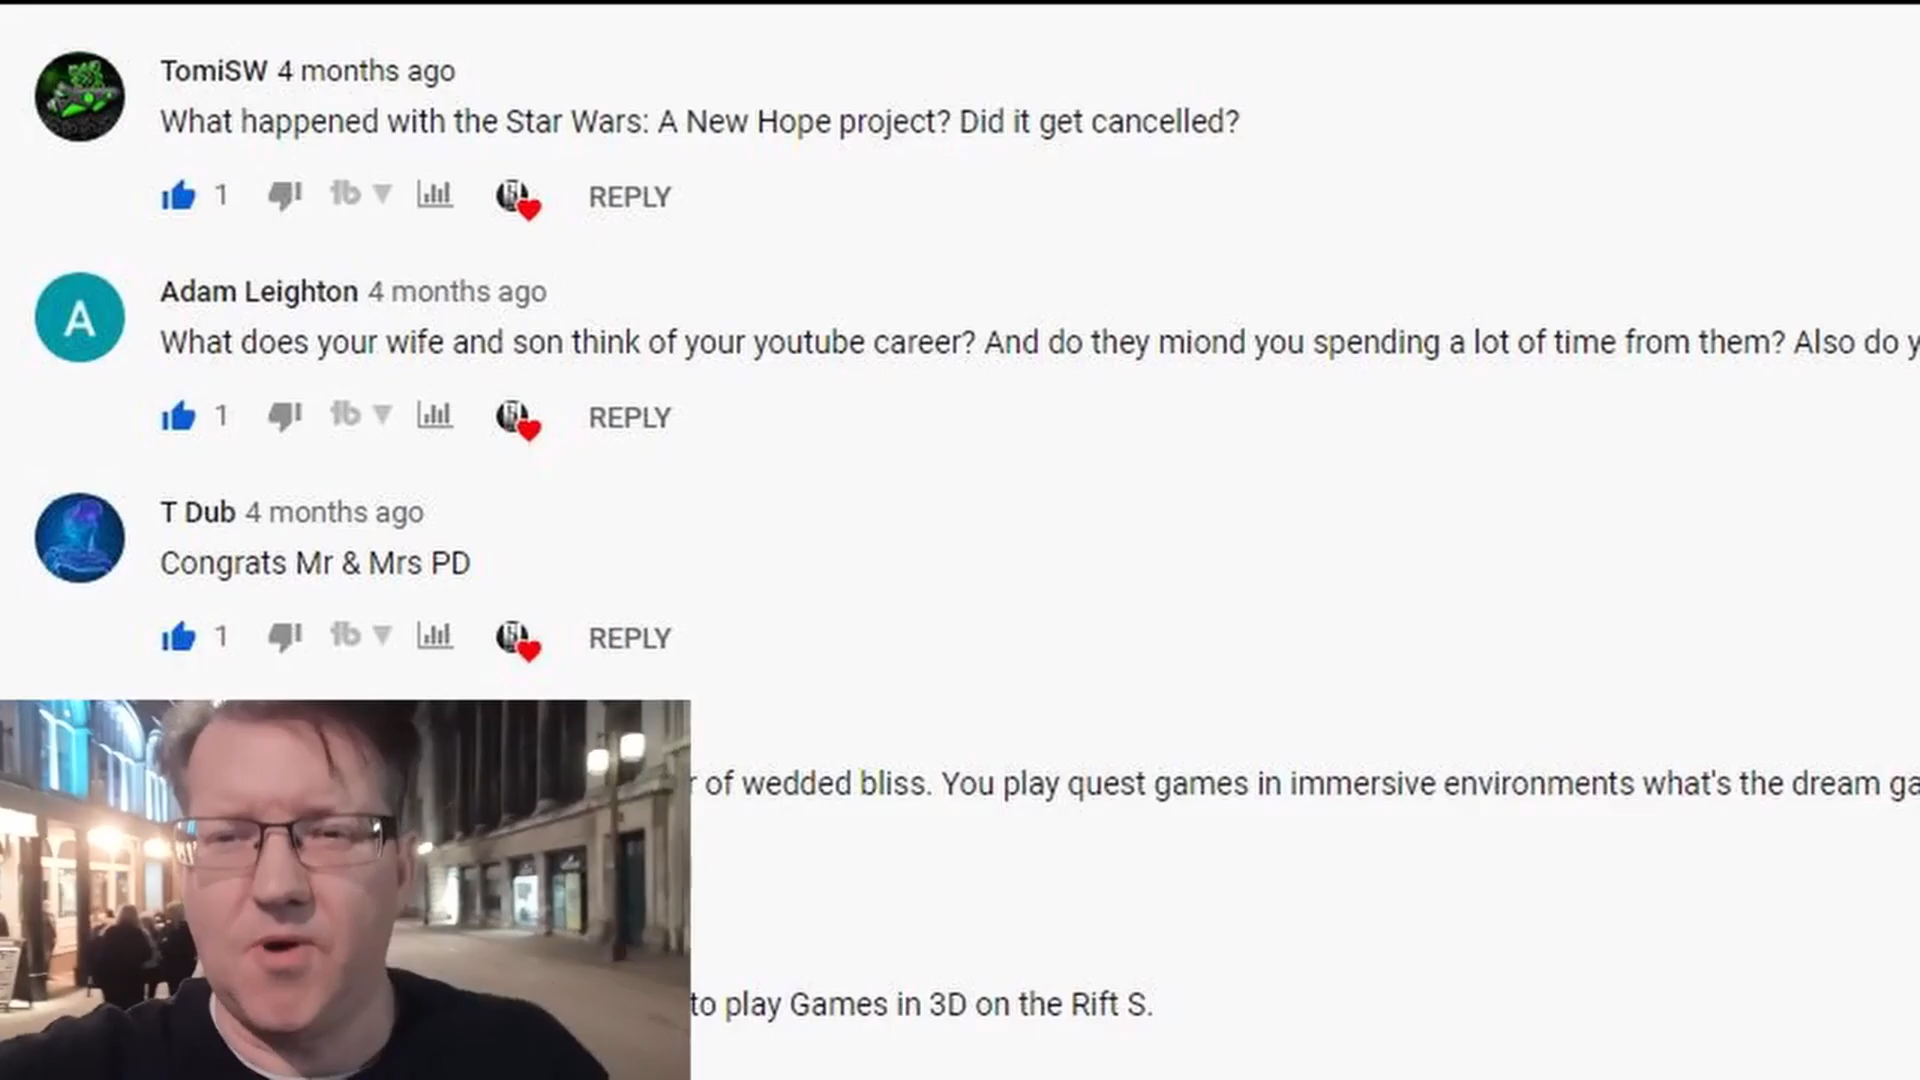 TomiSW 4 months ago
What happened with the Star Wars: A New Hope project? Did it get cancelled?
1 REPLY
A
Adam Leighton 4 months ago
What does your wife and son think of your youtube career? And do they miond you spending a lot of time from them? Also do
1 REPLY
T Dub 4 months ago
Congrats Mr & Mrs PD
1 REPLY
of wedded bliss. You play quest games in immersive environments what's the dream
to play Games in 3D on the Rift S.